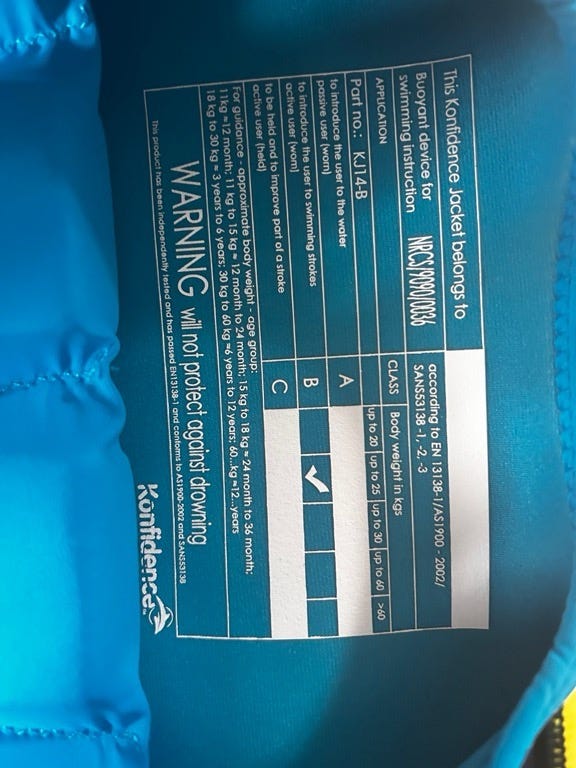 This Konfidence Jacket belongs to
Buoyant device for
swimming instruction
NRCS/9090/0036
according to EN 13138-1/AS1900 - 2002/
SANS53138 -1, -2, -3
APPLICATION
CLASS
Body weight in kgs
Part no.: KJ14-B
up to 20
up to 25
up to 30
up to 60
>60
to introduce the user to the water
passive user (worn)
A
to introduce the user to swimming strokes
active user (worn)
B
✓
to be held and to improve part of a stroke
active user (held)
C
For guidance - approximate body weight - age group:
11kg ≈12 month; 11 kg to 15 kg ≈ 12 month to 24 month; 15 kg to 18 kg ≈ 24 month to 36 month;
18 kg to 30 kg ≈ 3 years to 6 years; 30 kg to 60 kg ≈6 years to 12 years; 60...kg ≈12...years
WARNING will not protect against drowning
This product has been independently tested and has passed EN13138-1 and conforms to AS1900-2002 and SANS53138
Konfidence™